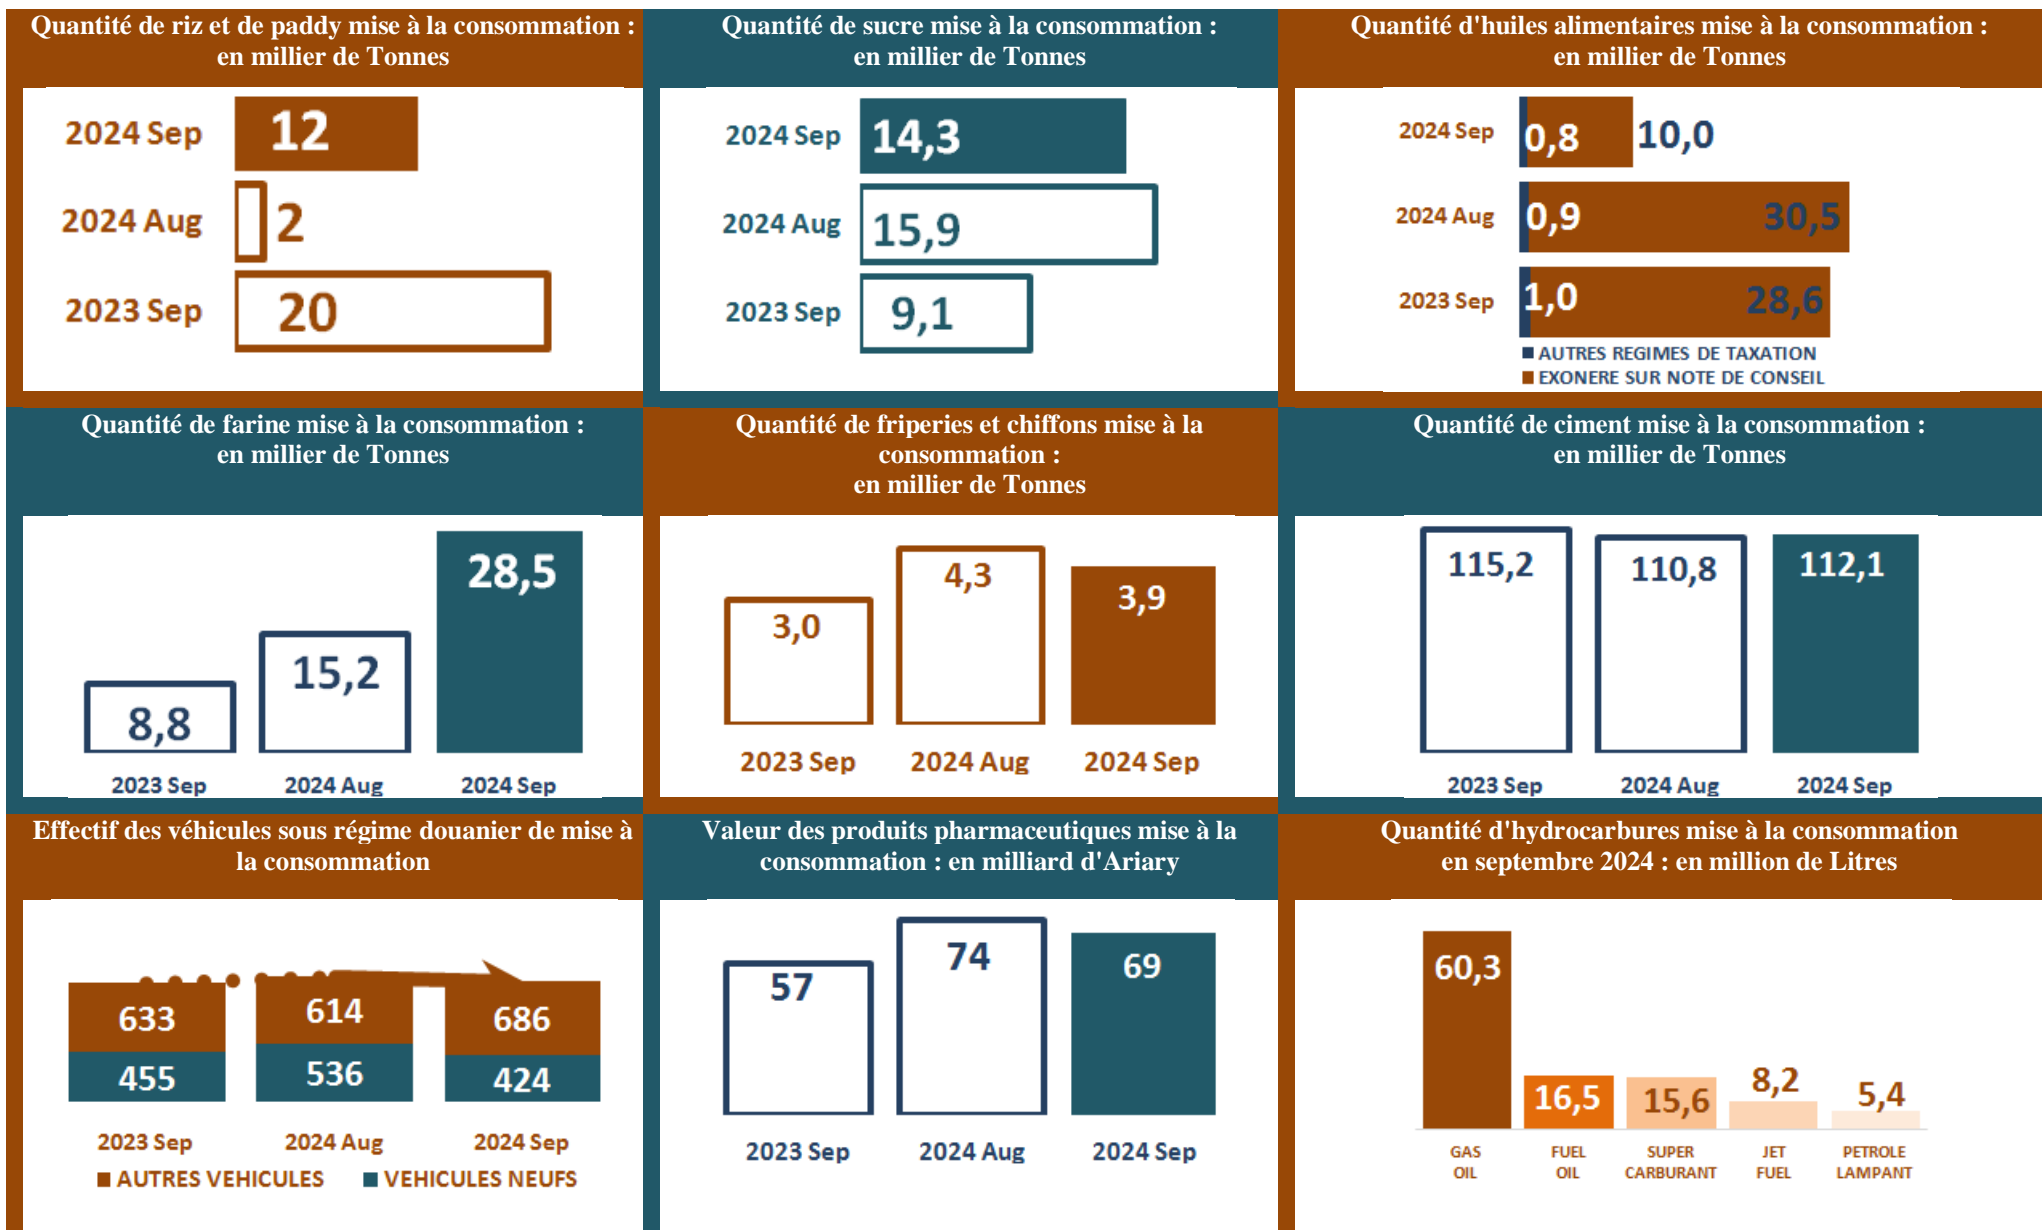 Quantité de riz et de paddy mise à la consommation :
en millier de Tonnes
2024 Sep
12
2024 Aug
2
2023 Sep
20
Quantité de sucre mise à la consommation :
en millier de Tonnes
2024 Sep
14,3
2024 Aug
15,9
2023 Sep
9,1
Quantité d'huiles alimentaires mise à la consommation :
en millier de Tonnes
2024 Sep
0,8
10,0
2024 Aug
0,9
30,5
2023 Sep
1,0
28,6
AUTRES REGIMES DE TAXATION
EXONERE SUR NOTE DE CONSEIL
Quantité de farine mise à la consommation :
en millier de Tonnes
8,8
15,2
28,5
2023 Sep
2024 Aug
2024 Sep
Quantité de friperies et chiffons mise à la
consommation :
en millier de Tonnes
3,0
4,3
3,9
2023 Sep
2024 Aug
2024 Sep
Quantité de ciment mise à la consommation :
en millier de Tonnes
115,2
110,8
112,1
2023 Sep
2024 Aug
2024 Sep
Effectif des véhicules sous régime douanier de mise à
la consommation
633
614
686
455
536
424
2023 Sep
2024 Aug
2024 Sep
AUTRES VEHICULES
VEHICULES NEUFS
Valeur des produits pharmaceutiques mise à la
consommation : en milliard d'Ariary
57
74
69
2023 Sep
2024 Aug
2024 Sep
Quantité d'hydrocarbures mise à la consommation
en septembre 2024 : en million de Litres
60,3
16,5
15,6
8,2
5,4
GAS
OIL
FUEL
OIL
SUPER
CARBURANT
JET
FUEL
PETROLE
LAMPANT